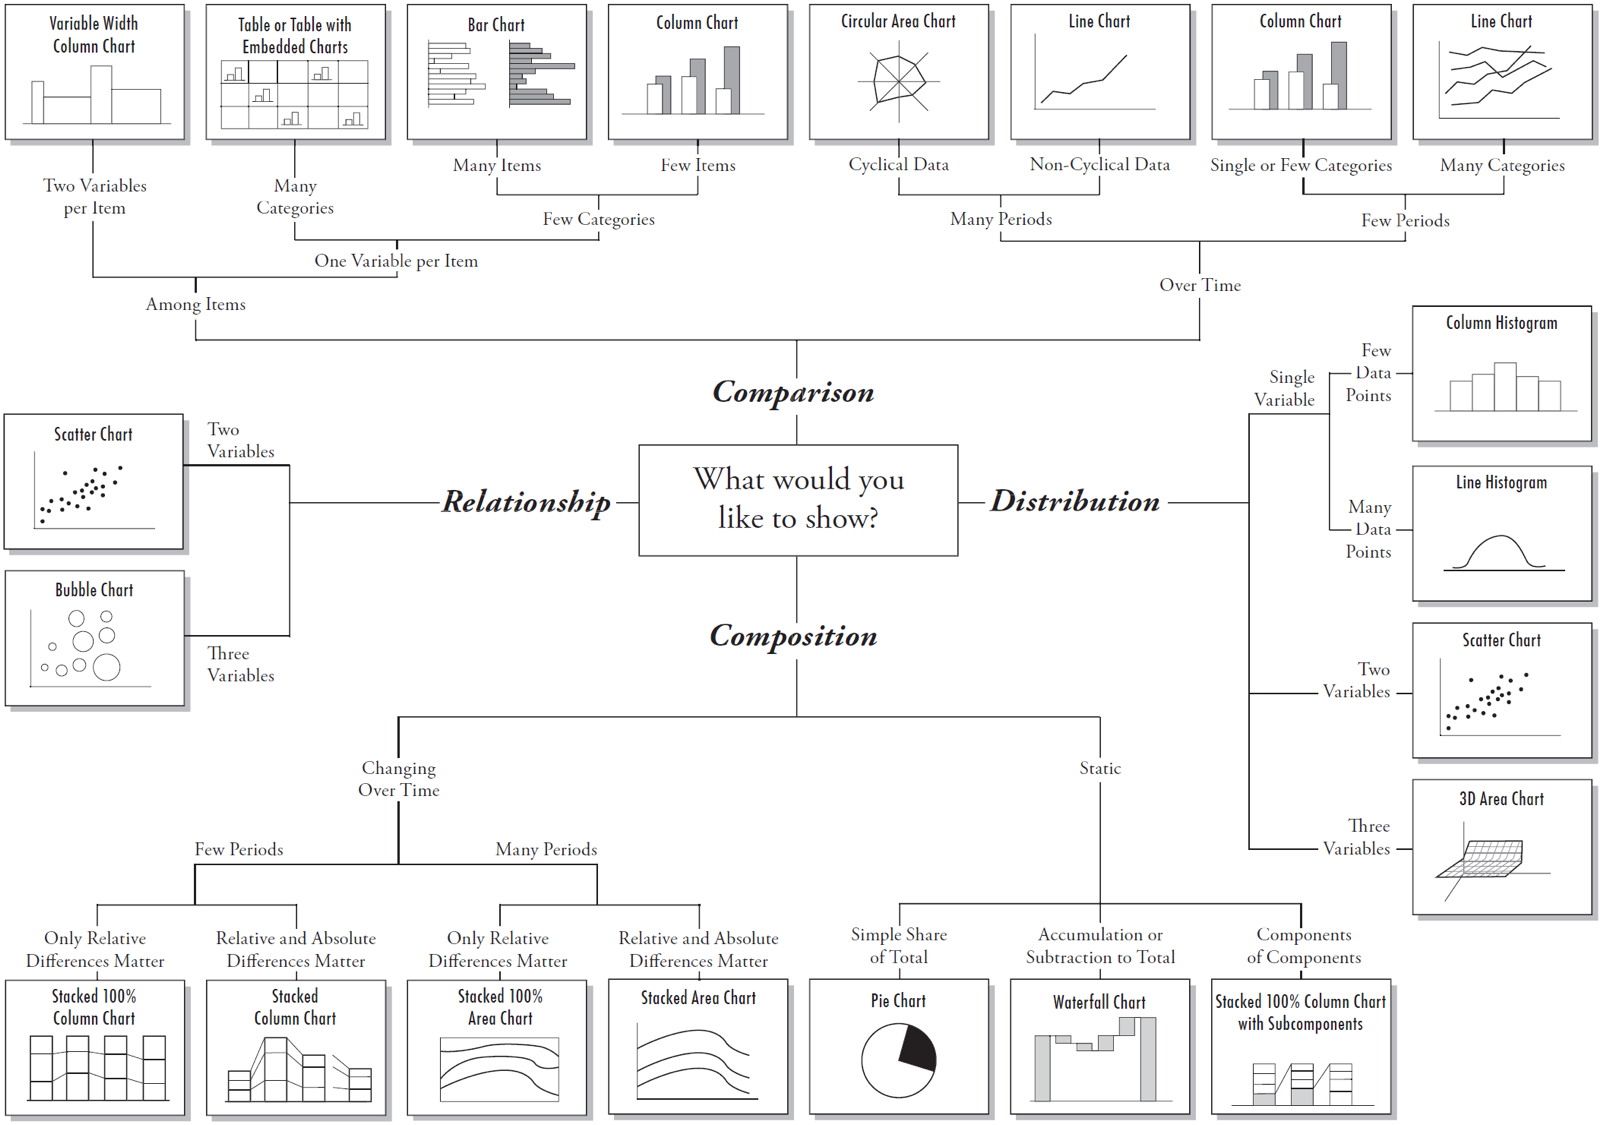 Variable Width
Column Chart
Table or Table with
Embedded Charts
Bar Chart
Column Chart
Circular Area Chart
Line Chart
Column Chart
Line Chart
Two Variables
per Item
Many
Categories
Many Items
Few Items
Cyclical Data
Non-Cyclical Data
Single or Few Categories
Many Categories
Few Categories
Many Periods
Few Periods
One Variable per Item
Among Items
Over Time
Comparison
What would you
like to show?
Relationship
Two
Variables
Scatter Chart
Three
Variables
Bubble Chart
Distribution
Single
Variable
Few
Data
Points
Column Histogram
Many
Data
Points
Line Histogram
Two
Variables
Scatter Chart
Three
Variables
3D Area Chart
Composition
Changing
Over Time
Static
Few Periods
Many Periods
Only Relative
Differences Matter
Relative and Absolute
Differences Matter
Only Relative
Differences Matter
Relative and Absolute
Differences Matter
Simple Share
of Total
Accumulation or
Subtraction to Total
Components
of Components
Stacked 100%
Column Chart
Stacked
Column Chart
Stacked 100%
Area Chart
Stacked Area Chart
Pie Chart
Waterfall Chart
Stacked 100% Column Chart
with Subcomponents